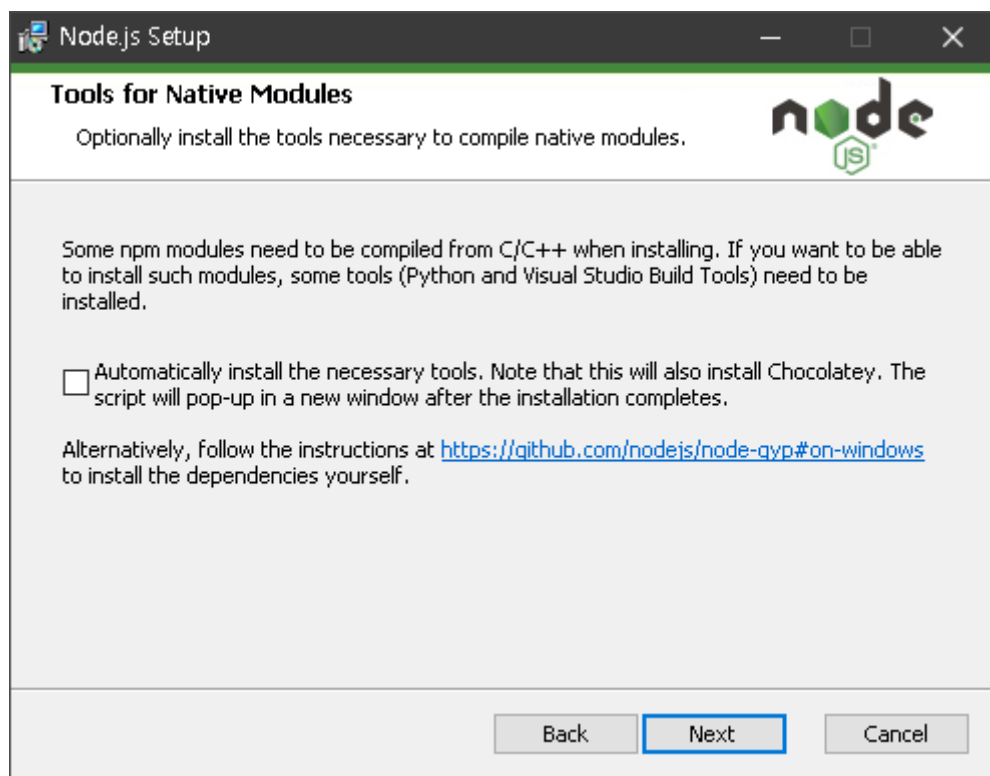 Node.js Setup
Tools for Native Modules
Optionally install the tools necessary to compile native modules.
node
JS
Some npm modules need to be compiled from C/C++ when installing. If you want to be able
to install such modules, some tools (Python and Visual Studio Build Tools) need to be
installed.
Automatically install the necessary tools. Note that this will also install Chocolatey. The
script will pop-up in a new window after the installation completes.
Alternatively, follow the instructions at https://github.com/nodejs/node-gyp#on-windows
to install the dependencies yourself.
Back
Next
Cancel